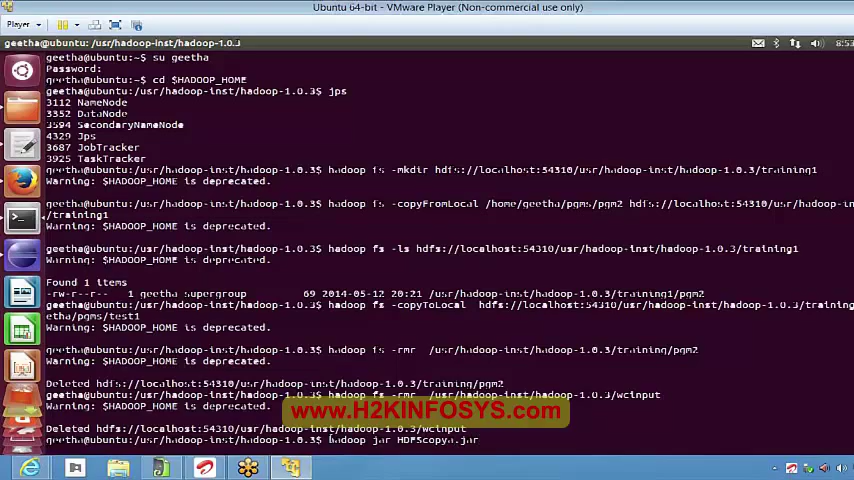 Ubuntu 64-bit - VMware Player (Non-commercial use only)
Player
geetha@ubuntu: /usr/hadoop-inst/hadoop-1.0.3
8:53
geetha@ubuntu:~$ su geetha
Password:
geetha@ubuntu:~$ cd $HADOOP_HOME
geetha@ubuntu:/usr/hadoop-inst/hadoop-1.0.3$ jps
3112 NameNode
3352 DataNode
3594 SecondaryNameNode
4329 Jps
3687 JobTracker
3925 TaskTracker
geetha@ubuntu:/usr/hadoop-inst/hadoop-1.0.3$ hadoop fs -mkdir hdfs://localhost:54310/usr/hadoop-inst/hadoop-1.0.3/training1
Warning: $HADOOP_HOME is deprecated.
geetha@ubuntu:/usr/hadoop-inst/hadoop-1.0.3$ hadoop fs -copyFromLocal /home/geetha/pgms/pgm2 hdfs://localhost:54310/usr/hadoop-in
/training1
Warning: $HADOOP_HOME is deprecated.
geetha@ubuntu:/usr/hadoop-inst/hadoop-1.0.3$ hadoop fs -ls hdfs://localhost:54310/usr/hadoop-inst/hadoop-1.0.3/training1
Warning: $HADOOP_HOME is deprecated.
Found 1 items
-rw-r--r-- 1 geetha supergroup 69 2014-05-12 20:21 /usr/hadoop-inst/hadoop-1.0.3/training1/pgm2
geetha@ubuntu:/usr/hadoop-inst/hadoop-1.0.3$ hadoop fs -copyToLocal hdfs://localhost:54310/usr/hadoop-inst/hadoop-1.0.3/training
etha/pgms/test1
Warning: $HADOOP_HOME is deprecated.
geetha@ubuntu:/usr/hadoop-inst/hadoop-1.0.3$ hadoop fs -rmr /usr/hadoop-inst/hadoop-1.0.3/training/pgm2
Warning: $HADOOP_HOME is deprecated.
Deleted hdfs://localhost:54310/usr/hadoop-inst/hadoop-1.0.3/training/pgm2
geetha@ubuntu:/usr/hadoop-inst/hadoop-1.0.3$ hadoop fs -rmr /usr/hadoop-inst/hadoop-1.0.3/wcinput
Warning: $HADOOP_HOME is deprecated.
www.H2KINFOSYS.com
Deleted hdfs://localhost:54310/usr/hadoop-inst/hadoop-1.0.3/wcinput
geetha@ubuntu:/usr/hadoop-inst/hadoop-1.0.3$ hadoop jar HDFScopya.jar